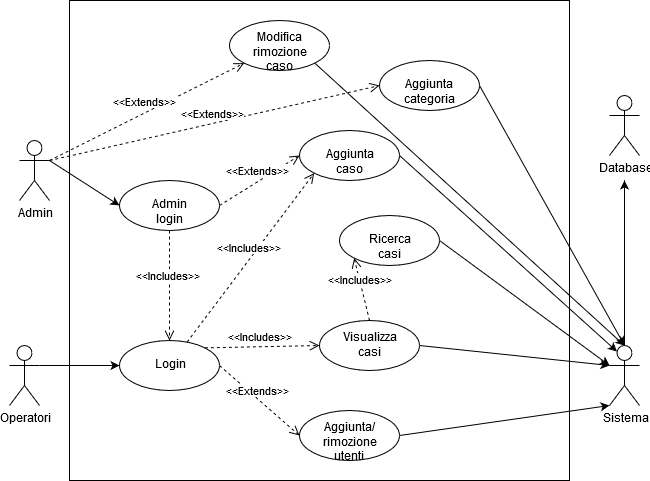 Modifica
rimozione
caso
Aggiunta
categoria
<<Extends>>
<<Extends>>
Database
Admin
Admin
login
<<Extends>>
Aggiunta
caso
<<Includes>>
<<Includes>>
Ricerca
casi
<<Includes>>
Operatori
Login
<<Includes>>
Visualizza
casi
<<Extends>>
Aggiunta/
rimozione
utenti
Sistema